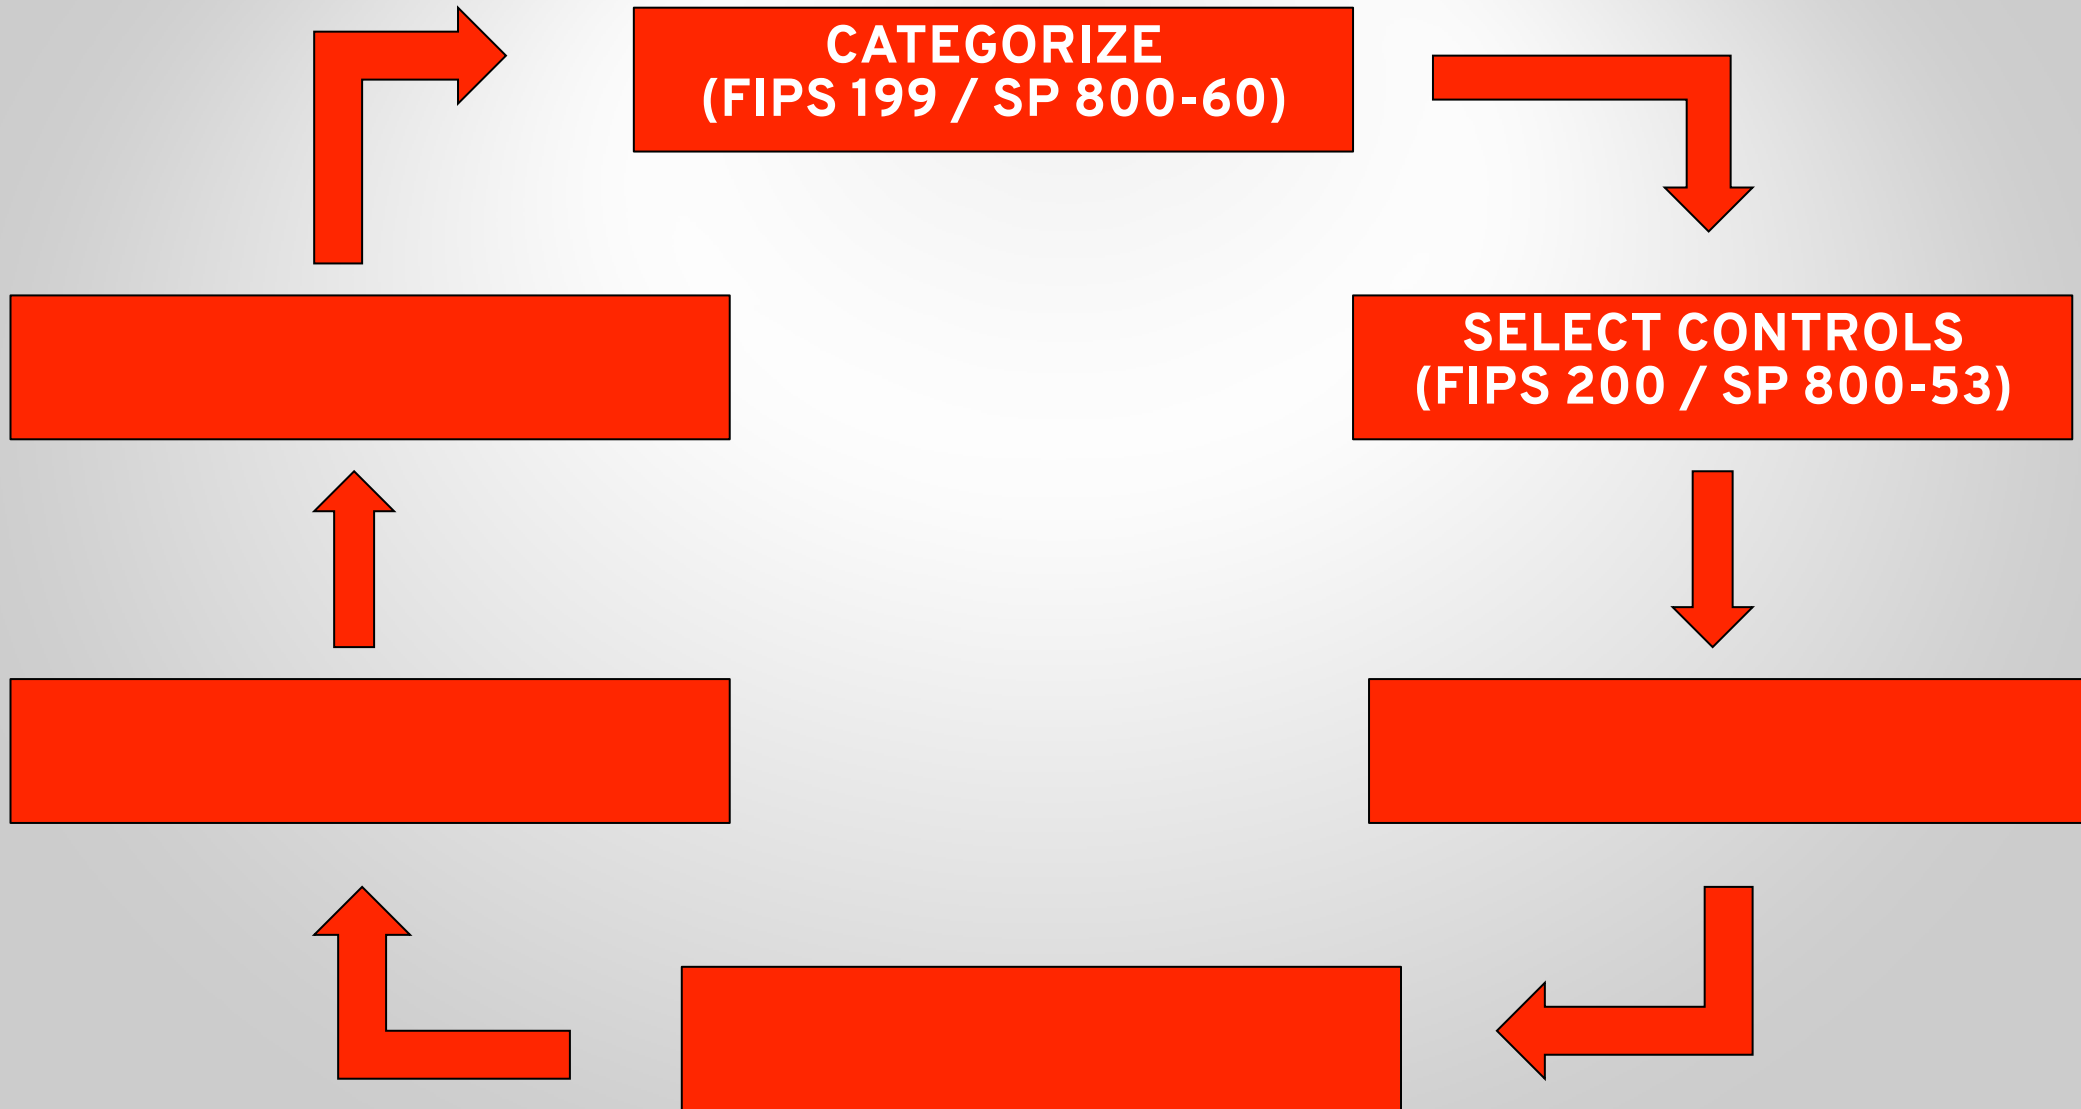 CATEGORIZE
(FIPS 199 / SP 800-60)
SELECT CONTROLS
(FIPS 200 / SP 800-53)